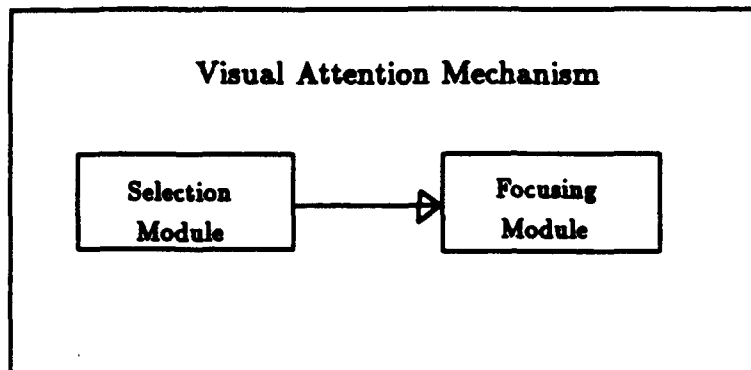 Visual Attention Mechanism
Selection
Module
Focusing
Module